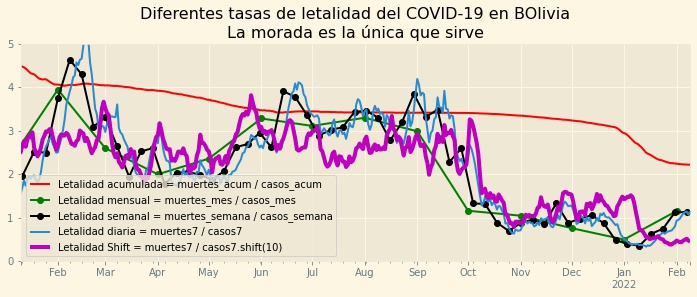 Diferentes tasas de letalidad del COVID-19 en BOlivia
La morada es la única que sirve
5
4
3
2
1
0
Letalidad acumulada = muertes_acum / casos_acum
Letalidad mensual = muertes_mes / casos_mes
Letalidad semanal = muertes_semana / casos_semana
Letalidad diaria = muertes7 / casos7
Letalidad Shift = muertes7 / casos7.shift(10)
Feb Mar Apr May Jun Jul Aug Sep Oct Nov Dec Jan Feb
2022